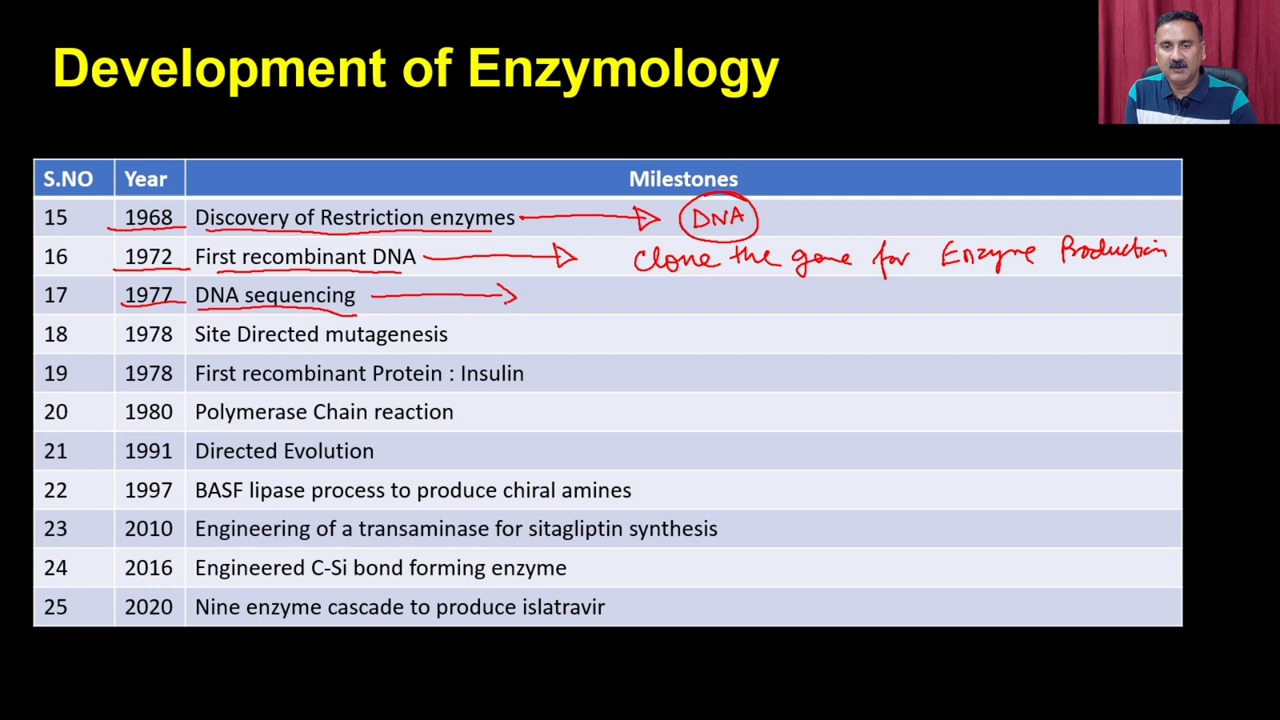 Development of Enzymology
S.NO Year Milestones
15 1968 Discovery of Restriction enzymes DNA
16 1972 First recombinant DNA Clone the gene for Enzyme Production
17 1977 DNA sequencing
18 1978 Site Directed mutagenesis
19 1978 First recombinant Protein : Insulin
20 1980 Polymerase Chain reaction
21 1991 Directed Evolution
22 1997 BASF lipase process to produce chiral amines
23 2010 Engineering of a transaminase for sitagliptin synthesis
24 2016 Engineered C-Si bond forming enzyme
25 2020 Nine enzyme cascade to produce islatravir